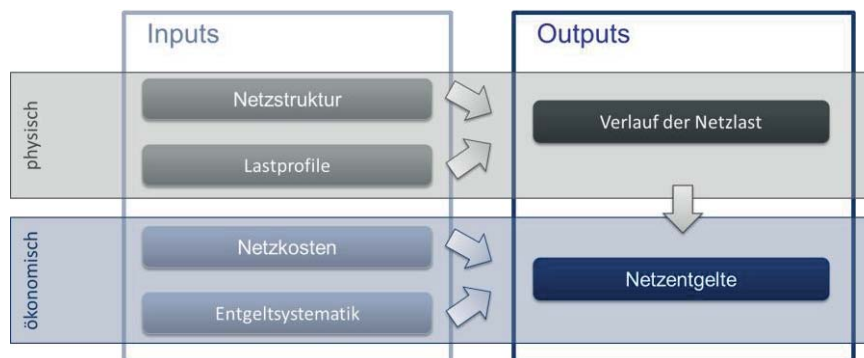 Inputs
Outputs
physisch
Netzstruktur
Lastprofile
Verlauf der Netzlast
ökonomisch
Netzkosten
Entgeltsystematik
Netzentgelte